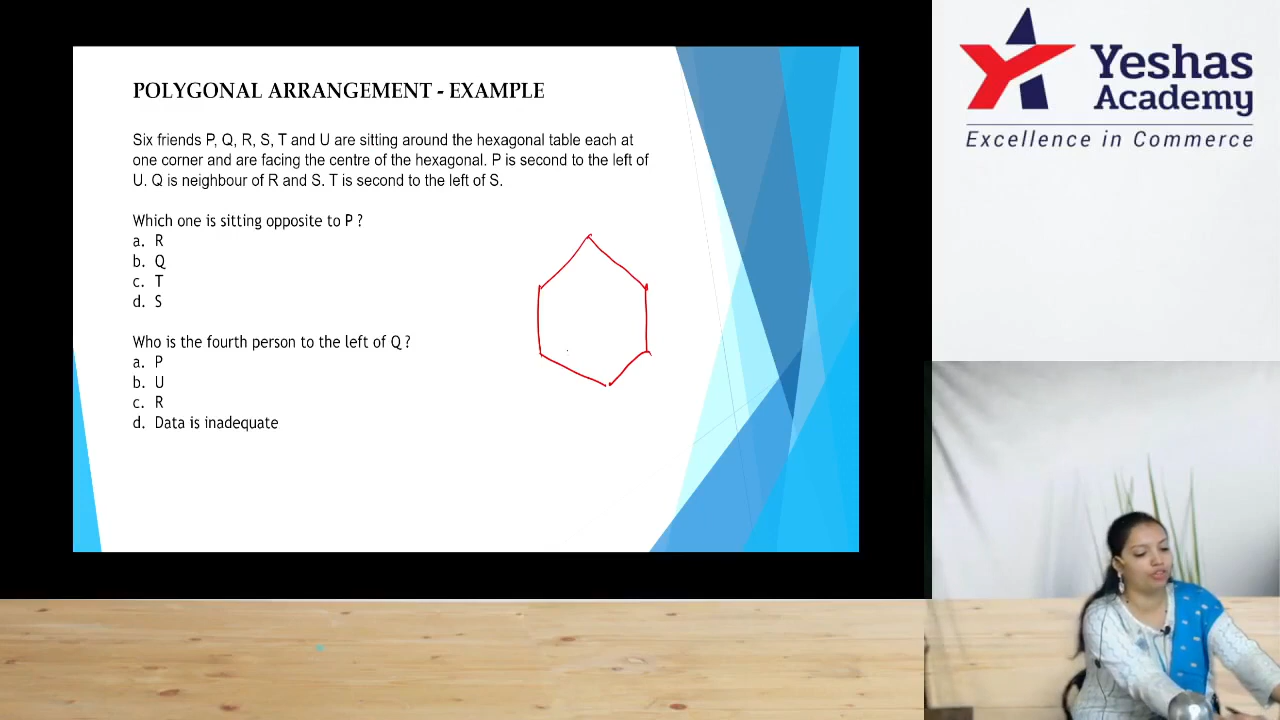 POLYGONAL ARRANGEMENT - EXAMPLE
Six friends P, Q, R, S, T and U are sitting around the hexagonal table each at
one corner and are facing the centre of the hexagonal. P is second to the left of
U. Q is neighbour of R and S. T is second to the left of S.
Which one is sitting opposite to P ?
a. R
b. Q
c. T
d. S
Who is the fourth person to the left of Q ?
a. P
b. U
c. R
d. Data is inadequate
Yeshas
Academy
Excellence in Commerce